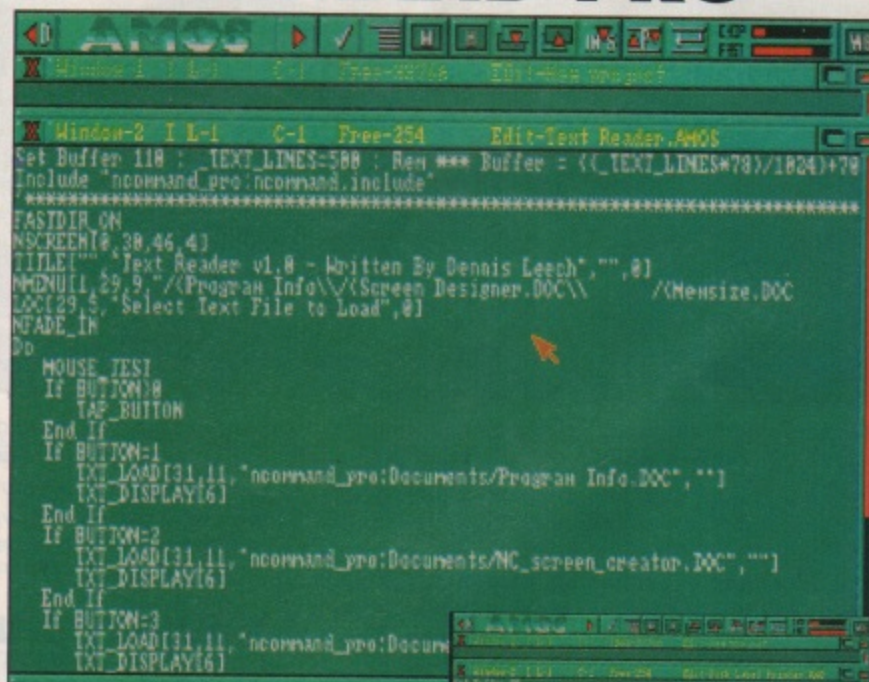 AMOS
Window-2 I L-1 C-1 Free-254 Edit-Text Reader.AMOS
Set Buffer 110 : _TEXT_LINES=500 : Rem *** Buffer = ((_TEXT_LINES*78)/1024)+70
Include "ncommand_pro:ncommand.include"
'******************************************************************************
FASTDIR_ON
NSCREEN[0,30,46,4]
TITLE["","Text Reader v1.0 - Written By Dennis Leech","",0]
NMENU[1,29,9,"/<Program Info\\/<Screen Designer.DOC\\ /<Memsize.DOC
LOC[29,5,"Select Text File to Load",0]
NFADE_IN
Do
MOUSE_TEST
If BUTTON>0
TAP_BUTTON
End If
If BUTTON=1
TXT_LOAD[31,11,"ncommand_pro:Documents/Program Info.DOC",""]
TXT_DISPLAY[6]
End If
If BUTTON=2
TXT_LOAD[31,11,"ncommand_pro:Documents/NC_screen_creator.DOC",""]
TXT_DISPLAY[6]
End If
If BUTTON=3
TXT_LOAD[31,11,"ncommand_pro:Docume
TXT_DISPLAY[6]